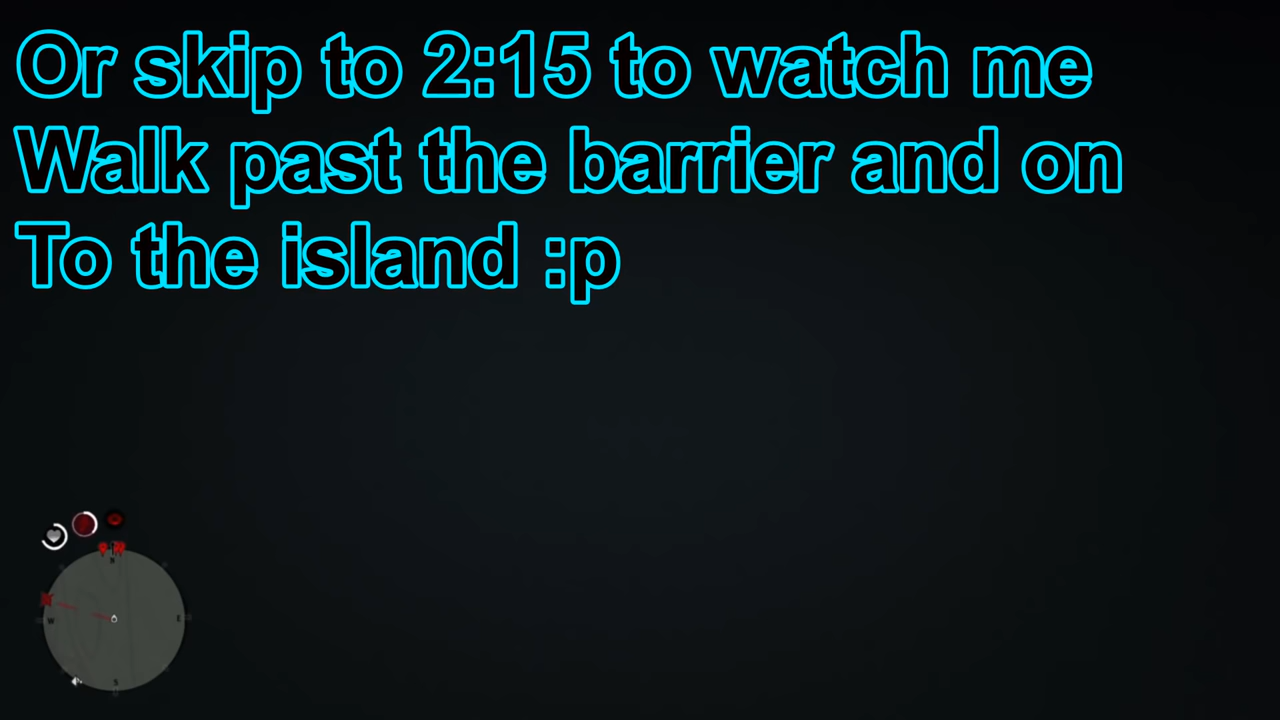 Or skip to 2:15 to watch me
Walk past the barrier and on
To the island :p
N
W
E
S